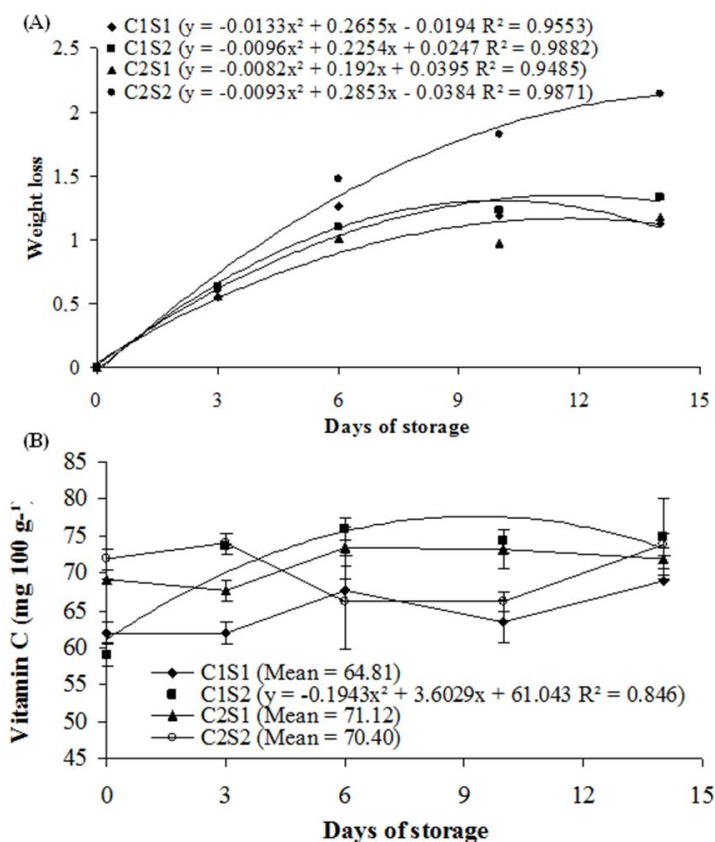 (A)
C1S1 (y = -0.0133x² + 0.2655x - 0.0194 R² = 0.9553)
C1S2 (y = -0.0096x² + 0.2254x + 0.0247 R² = 0.9882)
C2S1 (y = -0.0082x² + 0.192x + 0.0395 R² = 0.9485)
C2S2 (y = -0.0093x² + 0.2853x - 0.0384 R² = 0.9871)
2.5
2
1.5
1
0.5
0
Weight loss
0 3 6 9 12 15
Days of storage
(B)
85
80
75
70
65
60
55
50
45
Vitamin C (mg 100 g-¹)
C1S1 (Mean = 64.81)
C1S2 (y = -0.1943x² + 3.6029x + 61.043 R² = 0.846)
C2S1 (Mean = 71.12)
C2S2 (Mean = 70.40)
0 3 6 9 12 15
Days of storage